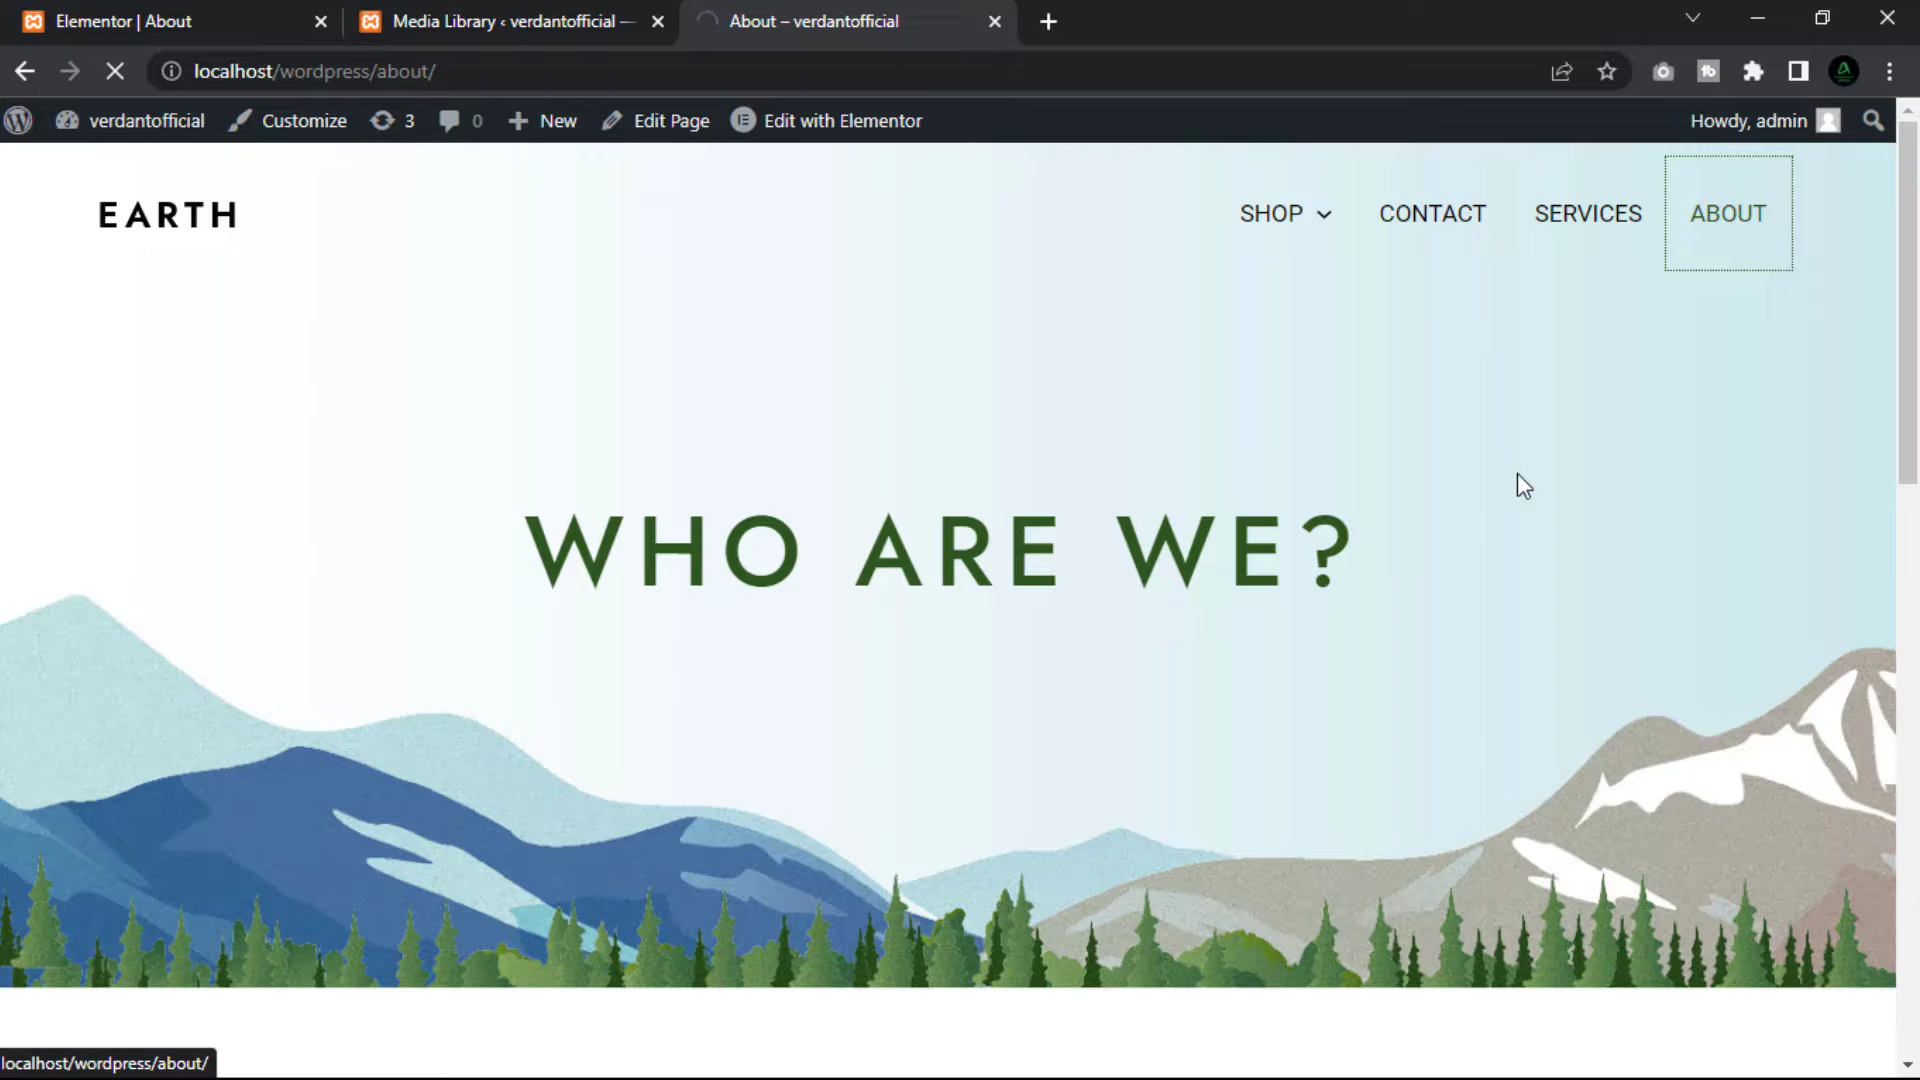 Elementor | About
Media Library ‹ verdantofficial —
About – verdantofficial
localhost/wordpress/about/
verdantofficial
Customize
3
0
New
Edit Page
Edit with Elementor
Howdy, admin
EARTH
SHOP
CONTACT
SERVICES
ABOUT
WHO ARE WE?
localhost/wordpress/about/